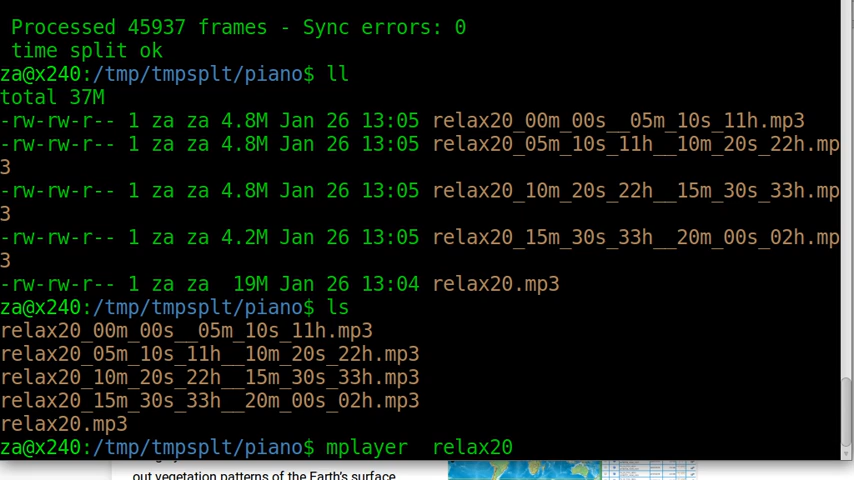 Processed 45937 frames - Sync errors: 0
time split ok
za@x240:/tmp/tmpsplt/piano$ ll
total 37M
-rw-rw-r-- 1 za za 4.8M Jan 26 13:05 relax20_00m_00s__05m_10s_11h.mp3
-rw-rw-r-- 1 za za 4.8M Jan 26 13:05 relax20_05m_10s_11h__10m_20s_22h.mp
3
-rw-rw-r-- 1 za za 4.8M Jan 26 13:05 relax20_10m_20s_22h__15m_30s_33h.mp
3
-rw-rw-r-- 1 za za 4.2M Jan 26 13:05 relax20_15m_30s_33h__20m_00s_02h.mp
3
-rw-rw-r-- 1 za za  19M Jan 26 13:04 relax20.mp3
za@x240:/tmp/tmpsplt/piano$ ls
relax20_00m_00s__05m_10s_11h.mp3
relax20_05m_10s_11h__10m_20s_22h.mp3
relax20_10m_20s_22h__15m_30s_33h.mp3
relax20_15m_30s_33h__20m_00s_02h.mp3
relax20.mp3
za@x240:/tmp/tmpsplt/piano$ mplayer  relax20
out vegetation patterns of the Earth's surface